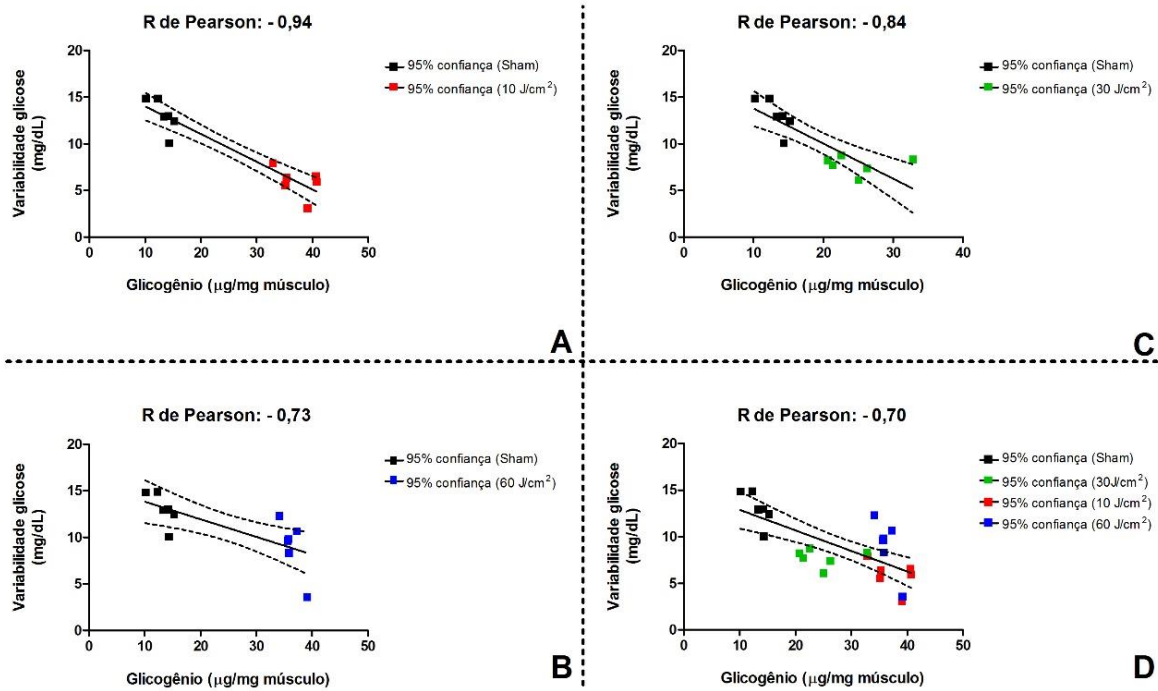 R de Pearson: - 0,94
Variabilidade glicose
(mg/dL)
20
15
10
5
0
0 10 20 30 40 50
Glicogênio (μg/mg músculo)
95% confiança (Sham)
95% confiança (10 J/cm²)
A
R de Pearson: - 0,84
Variabilidade glicose
(mg/dL)
20
15
10
5
0
0 10 20 30 40
Glicogênio (μg/mg músculo)
95% confiança (Sham)
95% confiança (30 J/cm²)
C
R de Pearson: - 0,73
Variabilidade glicose
(mg/dL)
20
15
10
5
0
0 10 20 30 40 50
Glicogênio (μg/mg músculo)
95% confiança (Sham)
95% confiança (60 J/cm²)
B
R de Pearson: - 0,70
Variabilidade glicose
(mg/dL)
20
15
10
5
0
0 10 20 30 40 50
Glicogênio (μg/mg músculo)
95% confiança (Sham)
95% confiança (30J/cm²)
95% confiança (10 J/cm²)
95% confiança (60 J/cm²)
D